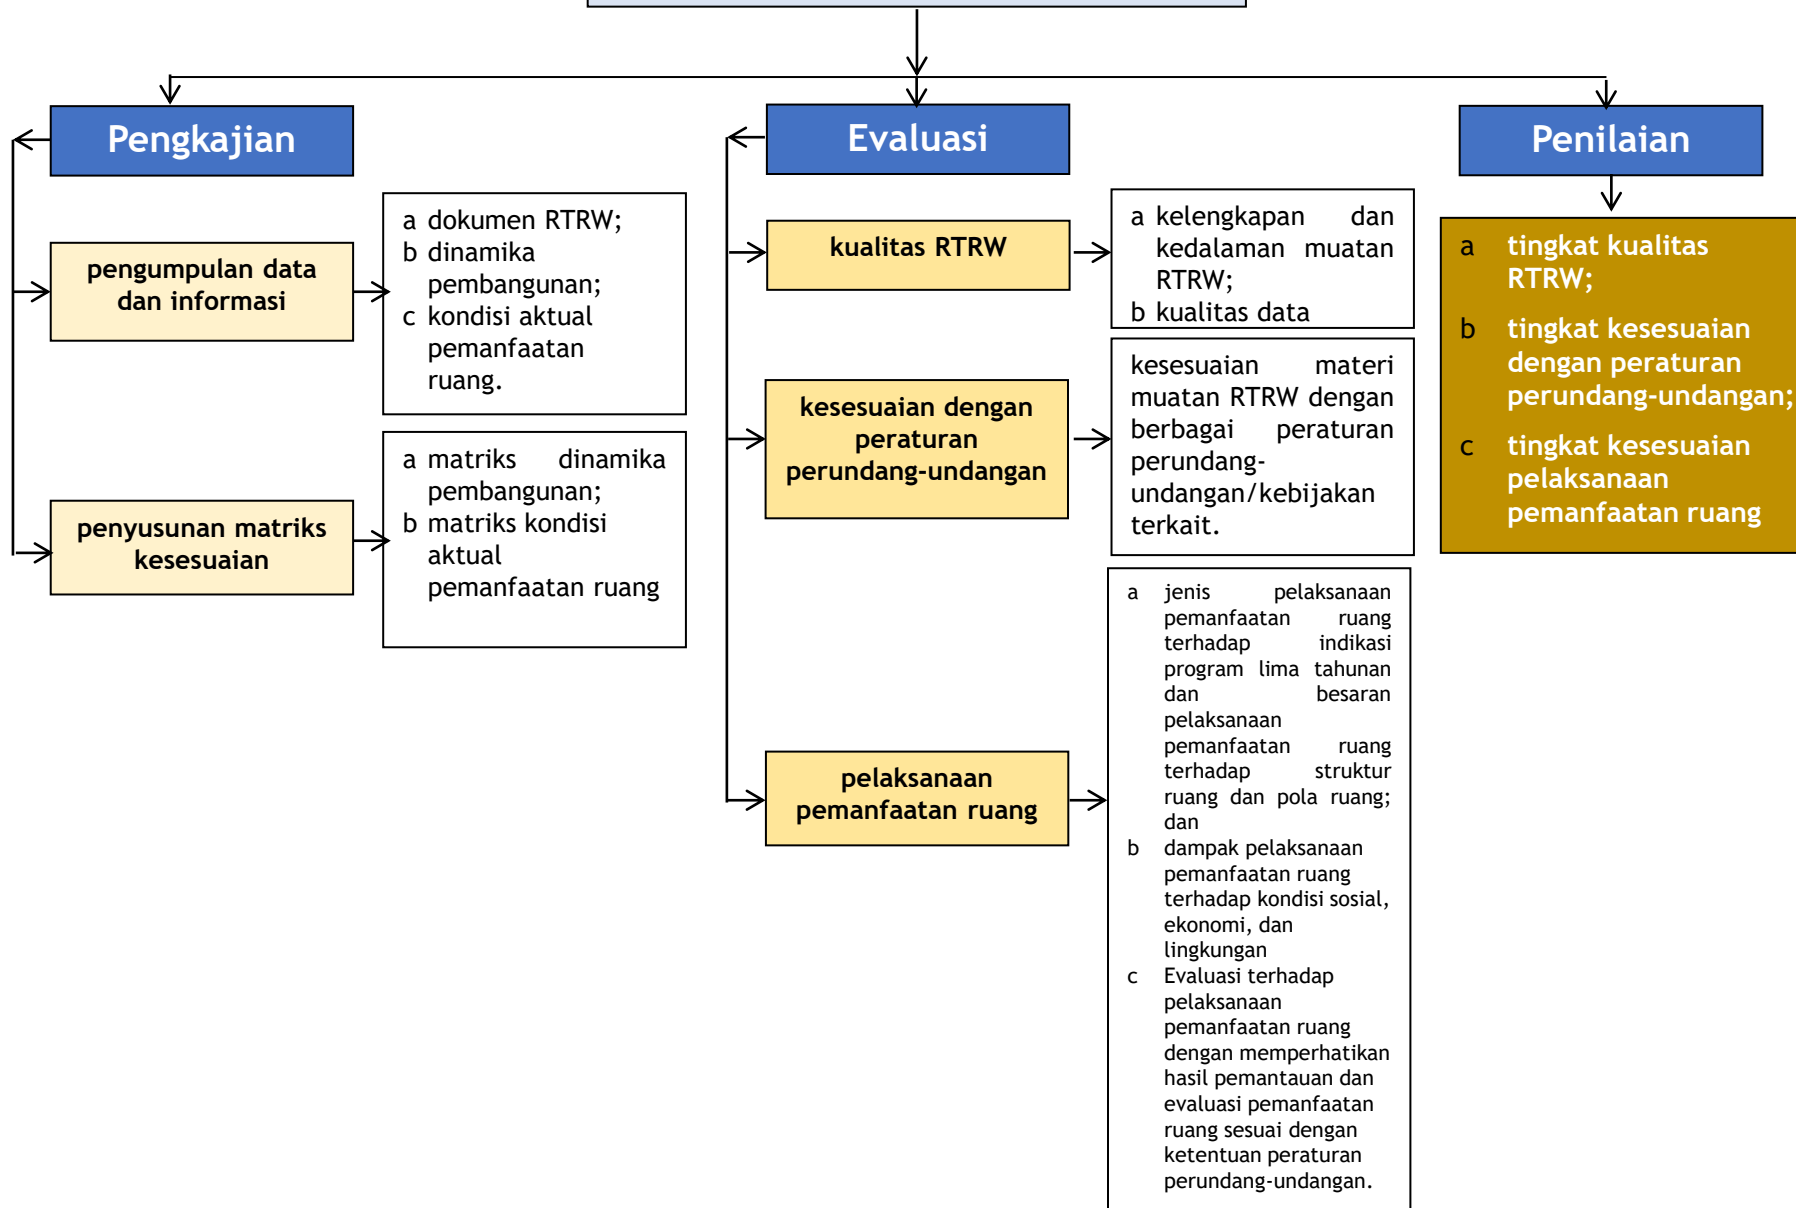 Pengkajian
pengumpulan data
dan informasi
a dokumen RTRW;
b dinamika
pembangunan;
c kondisi aktual
pemanfaatan
ruang.
penyusunan matriks
kesesuaian
a matriks dinamika
pembangunan;
b matriks kondisi
aktual
pemanfaatan ruang
Evaluasi
kualitas RTRW
a kelengkapan dan
kedalaman muatan
RTRW;
b kualitas data
kesesuaian dengan
peraturan
perundang-undangan
kesesuaian materi
muatan RTRW dengan
berbagai peraturan
perundang-
undangan/kebijakan
terkait.
pelaksanaan
pemanfaatan ruang
a jenis pelaksanaan
pemanfaatan ruang
terhadap indikasi
program lima tahunan
dan besaran
pelaksanaan
pemanfaatan ruang
terhadap struktur
ruang dan pola ruang;
dan
b dampak pelaksanaan
pemanfaatan ruang
terhadap kondisi sosial,
ekonomi, dan
lingkungan
c Evaluasi terhadap
pelaksanaan
pemanfaatan ruang
dengan memperhatikan
hasil pemantauan dan
evaluasi pemanfaatan
ruang sesuai dengan
ketentuan peraturan
perundang-undangan.
Penilaian
a tingkat kualitas
RTRW;
b tingkat kesesuaian
dengan peraturan
perundang-undangan;
c tingkat kesesuaian
pelaksanaan
pemanfaatan ruang